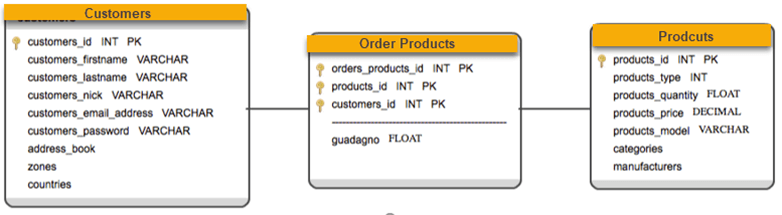 Customers
customers_id INT PK
customers_firstname VARCHAR
customers_lastname VARCHAR
customers_nick VARCHAR
customers_email_address VARCHAR
customers_password VARCHAR
address_book
zones
countries
Order Products
orders_products_id INT PK
products_id INT PK
customers_id INT PK
guadagno FLOAT
Prodcuts
products_id INT PK
products_type INT
products_quantity FLOAT
products_price DECIMAL
products_model VARCHAR
categories
manufacturers